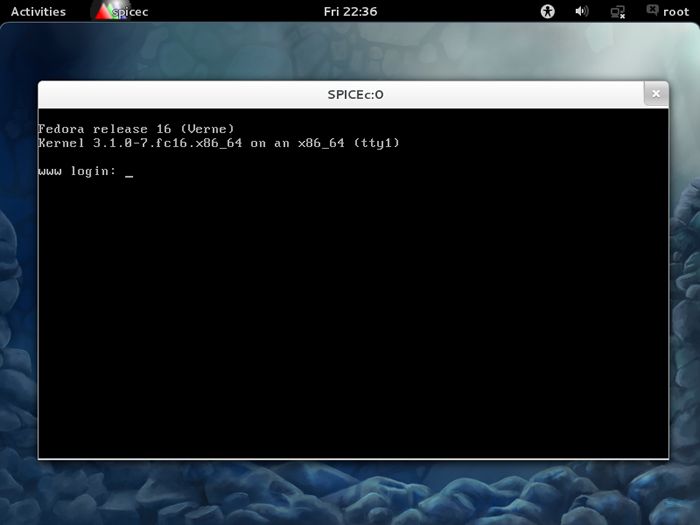 Activities
spicec
Fri 22:36
root
SPICEc:0
Fedora release 16 (Verne)
Kernel 3.1.0-7.fc16.x86_64 on an x86_64 (tty1)
www login: _